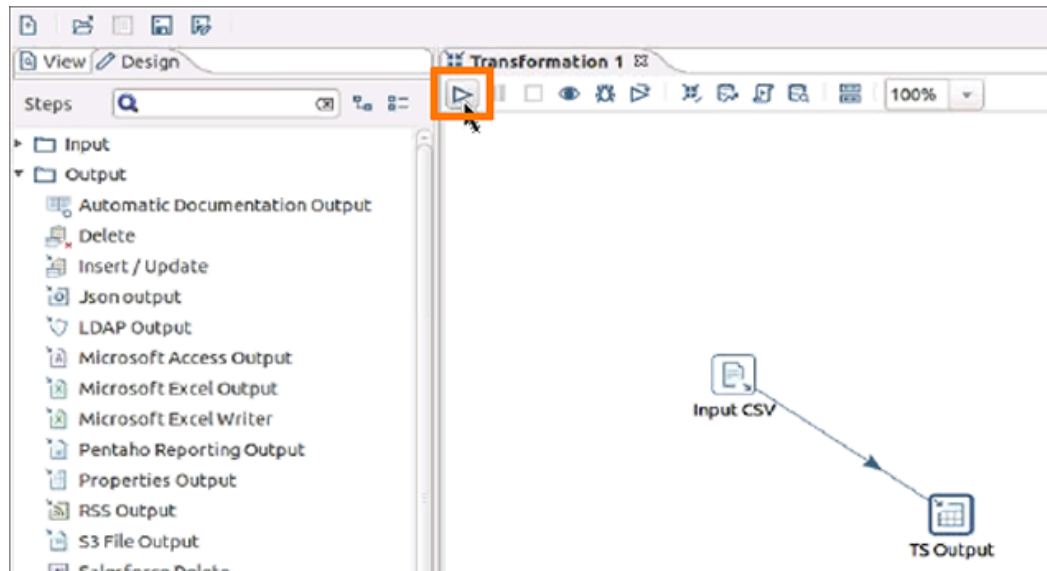 View
Design
Transformation 1
Steps
100%
Input
Output
Automatic Documentation Output
Delete
Insert / Update
Json output
LDAP Output
Microsoft Access Output
Microsoft Excel Output
Microsoft Excel Writer
Pentaho Reporting Output
Properties Output
RSS Output
S3 File Output
Salesforce Delete
Input CSV
TS Output